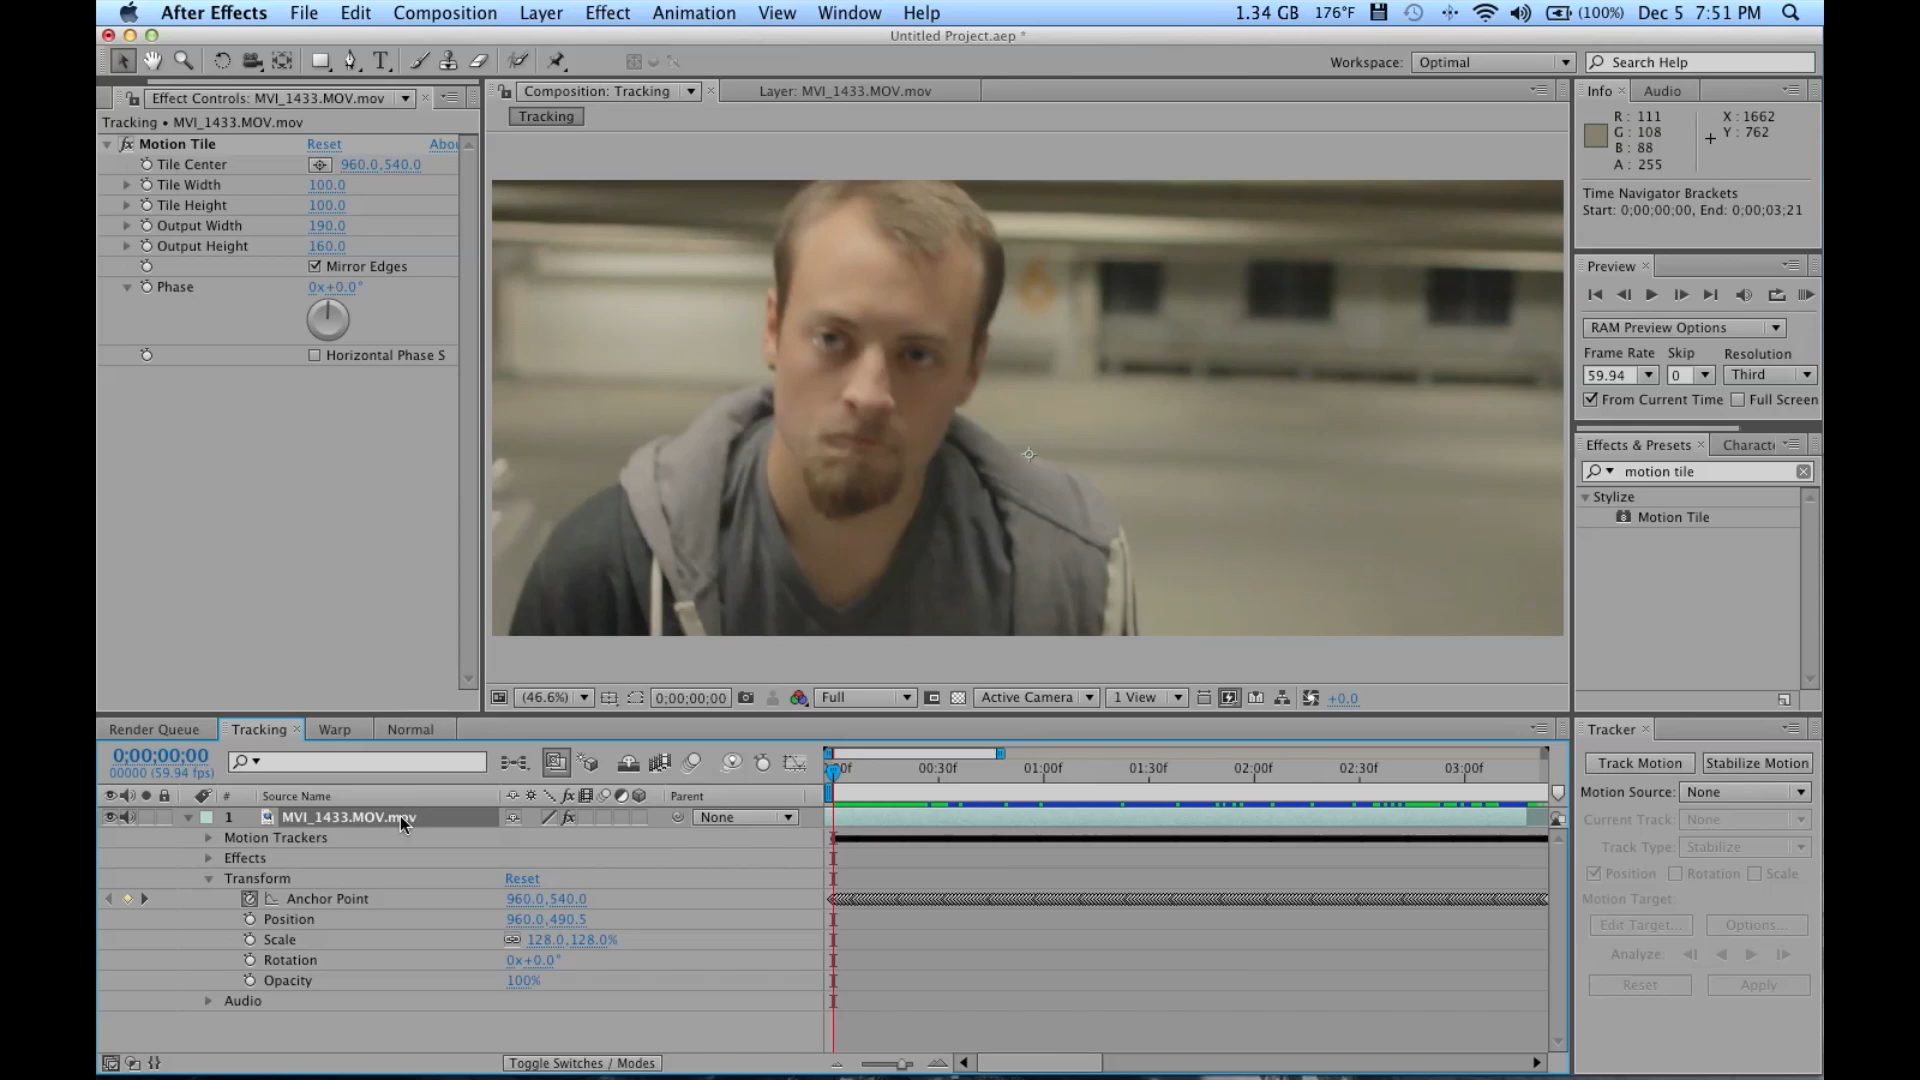 After Effects File Edit Composition Layer Effect Animation View Window Help 1.34 GB 176°F (100%) Dec 5 7:51 PM
Untitled Project.aep *
Workspace: Optimal Search Help
Effect Controls: MVI_1433.MOV.mov
Tracking • MVI_1433.MOV.mov
fx Motion Tile Reset Abou
Tile Center 960.0,540.0
Tile Width 100.0
Tile Height 100.0
Output Width 190.0
Output Height 160.0
Mirror Edges
Phase 0x+0.0°
Horizontal Phase S
Composition: Tracking Layer: MVI_1433.MOV.mov
Tracking
(46.6%) 0;00;00;00 Full Active Camera 1 View +0.0
Info Audio
R : 111
G : 108
B : 88
A : 255
X : 1662
Y : 762
Time Navigator Brackets
Start: 0;00;00;00, End: 0;00;03;21
Preview
RAM Preview Options
Frame Rate Skip Resolution
59.94 0 Third
From Current Time Full Screen
Effects & Presets Characte
motion tile
Stylize
Motion Tile
Render Queue Tracking Warp Normal
0;00;00;00
00000 (59.94 fps)
# Source Name fx Parent
1 MVI_1433.MOV.mov fx None
Motion Trackers
Effects
Transform Reset
Anchor Point 960.0,540.0
Position 960.0,490.5
Scale 128.0,128.0%
Rotation 0x+0.0°
Opacity 100%
Audio
Toggle Switches / Modes
00:30f 01:00f 01:30f 02:00f 02:30f 03:00f
Tracker
Track Motion Stabilize Motion
Motion Source: None
Current Track: None
Track Type: Stabilize
Position Rotation Scale
Motion Target:
Edit Target... Options...
Analyze:
Reset Apply